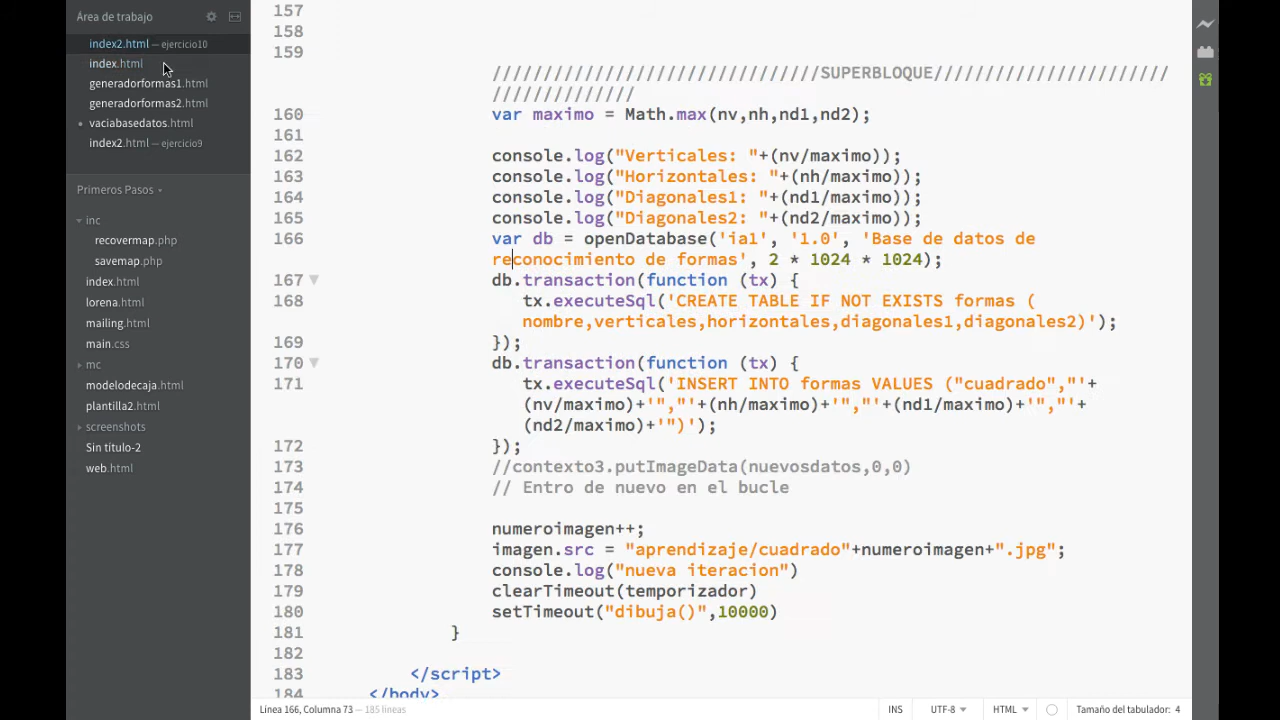 Área de trabajo
index2.html — ejercicio10
index.html
generadorformas1.html
generadorformas2.html
vaciabasedatos.html
index2.html — ejercicio9
Primeros Pasos
inc
recovermap.php
savemap.php
index.html
lorena.html
mailing.html
main.css
mc
modelodecaja.html
plantilla2.html
screenshots
Sin título-2
web.html
157
158
159
////////////////////////////////SUPERBLOQUE///////////////////////
//////////////
160 var maximo = Math.max(nv,nh,nd1,nd2);
161
162 console.log("Verticales: "+(nv/maximo));
163 console.log("Horizontales: "+(nh/maximo));
164 console.log("Diagonales1: "+(nd1/maximo));
165 console.log("Diagonales2: "+(nd2/maximo));
166 var db = openDatabase('ia1', '1.0', 'Base de datos de
reconocimiento de formas', 2 * 1024 * 1024);
167 db.transaction(function (tx) {
168 tx.executeSql('CREATE TABLE IF NOT EXISTS formas (
nombre,verticales,horizontales,diagonales1,diagonales2)');
169 });
170 db.transaction(function (tx) {
171 tx.executeSql('INSERT INTO formas VALUES ("cuadrado","'+
(nv/maximo)+'","'+(nh/maximo)+'","'+(nd1/maximo)+'","'+
(nd2/maximo)+'")');
172 });
173 //contexto3.putImageData(nuevosdatos,0,0)
174 // Entro de nuevo en el bucle
175
176 numeroimagen++;
177 imagen.src = "aprendizaje/cuadrado"+numeroimagen+".jpg";
178 console.log("nueva iteracion")
179 clearTimeout(temporizador)
180 setTimeout("dibuja()",10000)
181 }
182
183 </script>
184 </body>
Línea 166, Columna 73 — 185 líneas
INS
UTF-8
HTML
Tamaño del tabulador: 4